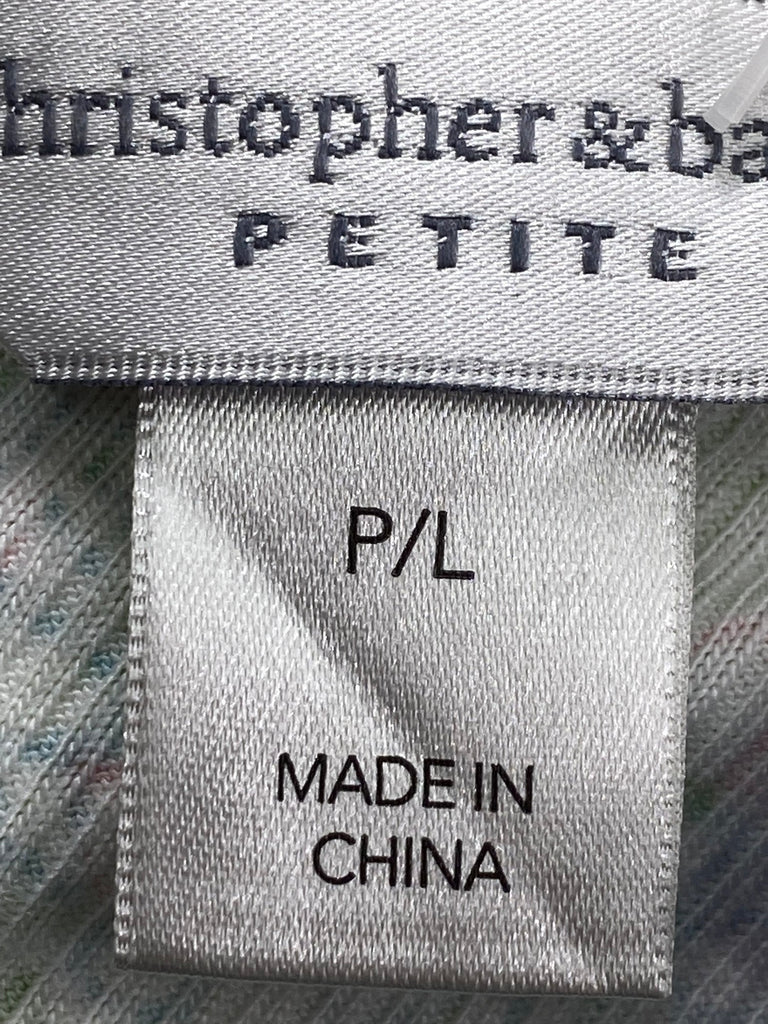 hristopher & ba
PETITE
P/L
MADE IN
CHINA